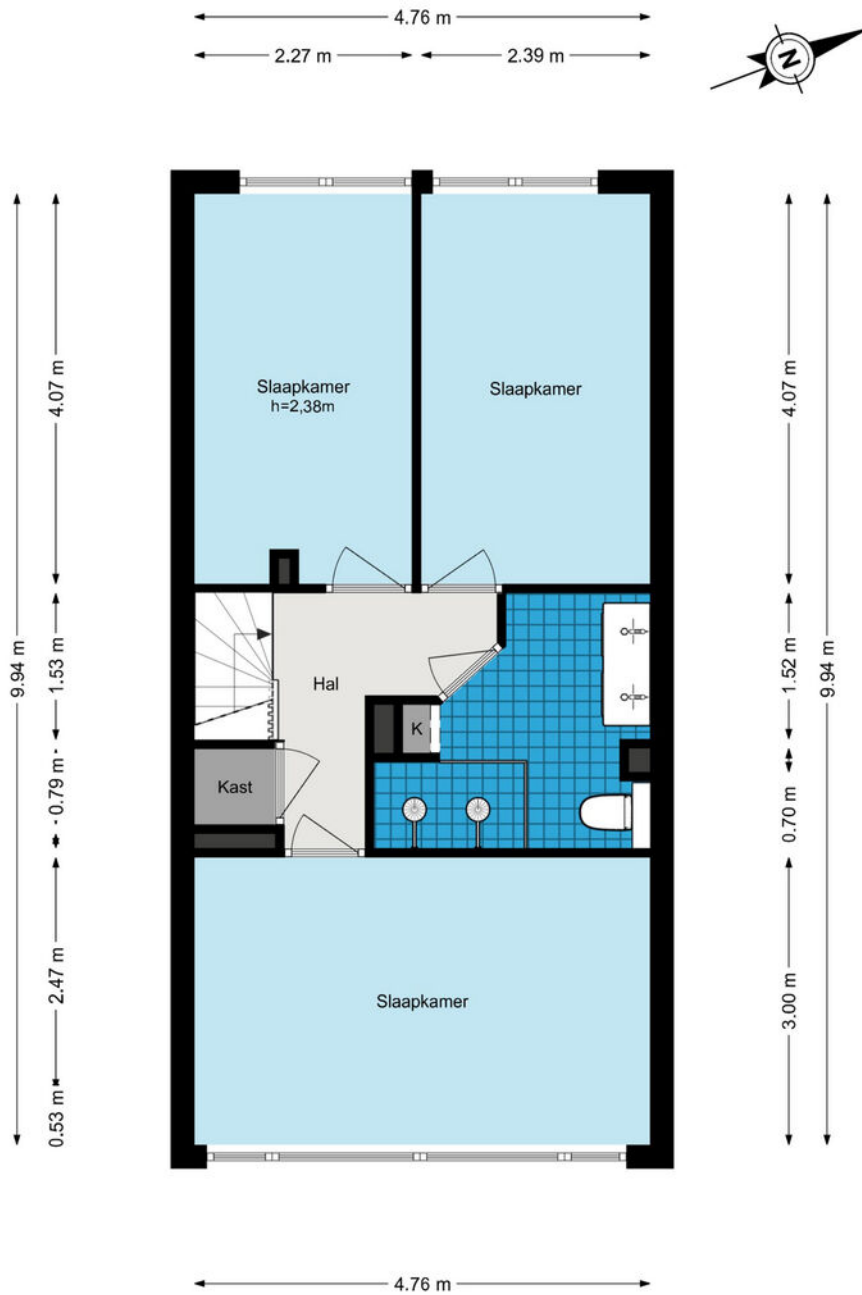 4.76 m
2.27 m
2.39 m
N
Slaapkamer
h=2,38m
Slaapkamer
4.07 m
4.07 m
9.94 m
1.53 m
Hal
1.52 m
9.94 m
K
0.79 m
Kast
0.70 m
2.47 m
Slaapkamer
3.00 m
0.53 m
4.76 m